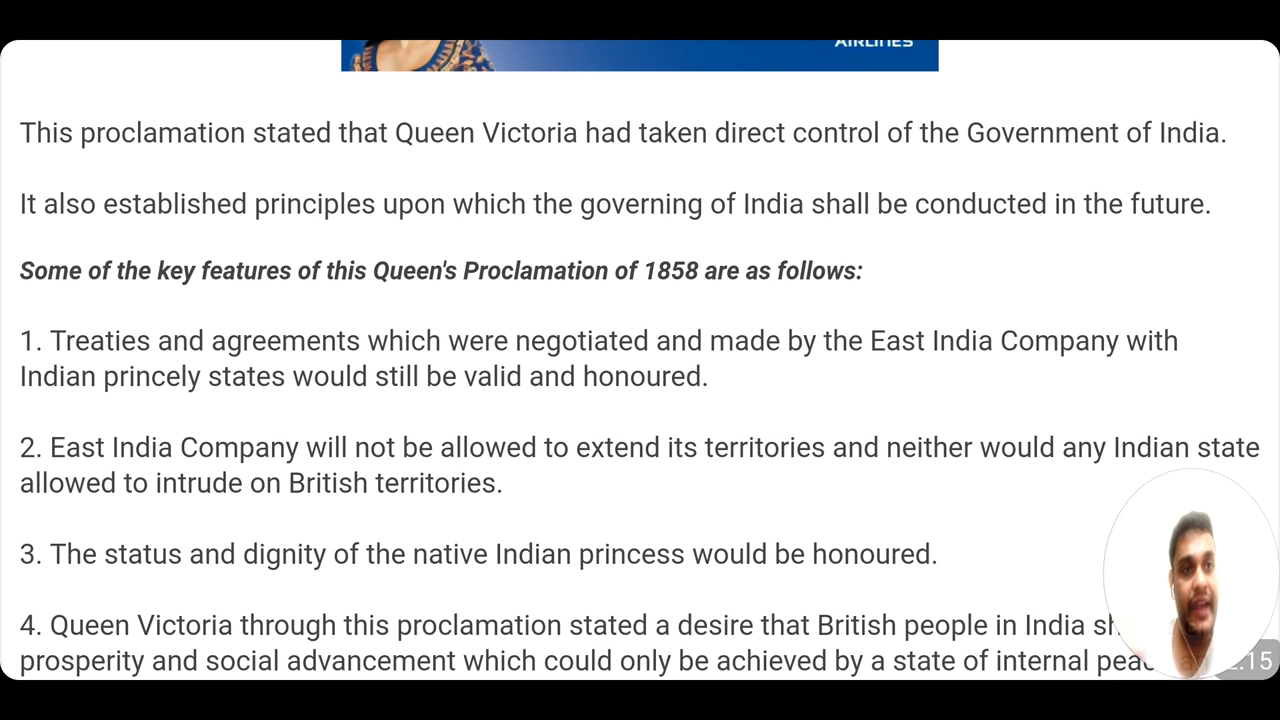 AIRLINES
This proclamation stated that Queen Victoria had taken direct control of the Government of India.
It also established principles upon which the governing of India shall be conducted in the future.
Some of the key features of this Queen's Proclamation of 1858 are as follows:
1. Treaties and agreements which were negotiated and made by the East India Company with
Indian princely states would still be valid and honoured.
2. East India Company will not be allowed to extend its territories and neither would any Indian state
allowed to intrude on British territories.
3. The status and dignity of the native Indian princess would be honoured.
4. Queen Victoria through this proclamation stated a desire that British people in India
prosperity and social advancement which could only be achieved by a state of internal